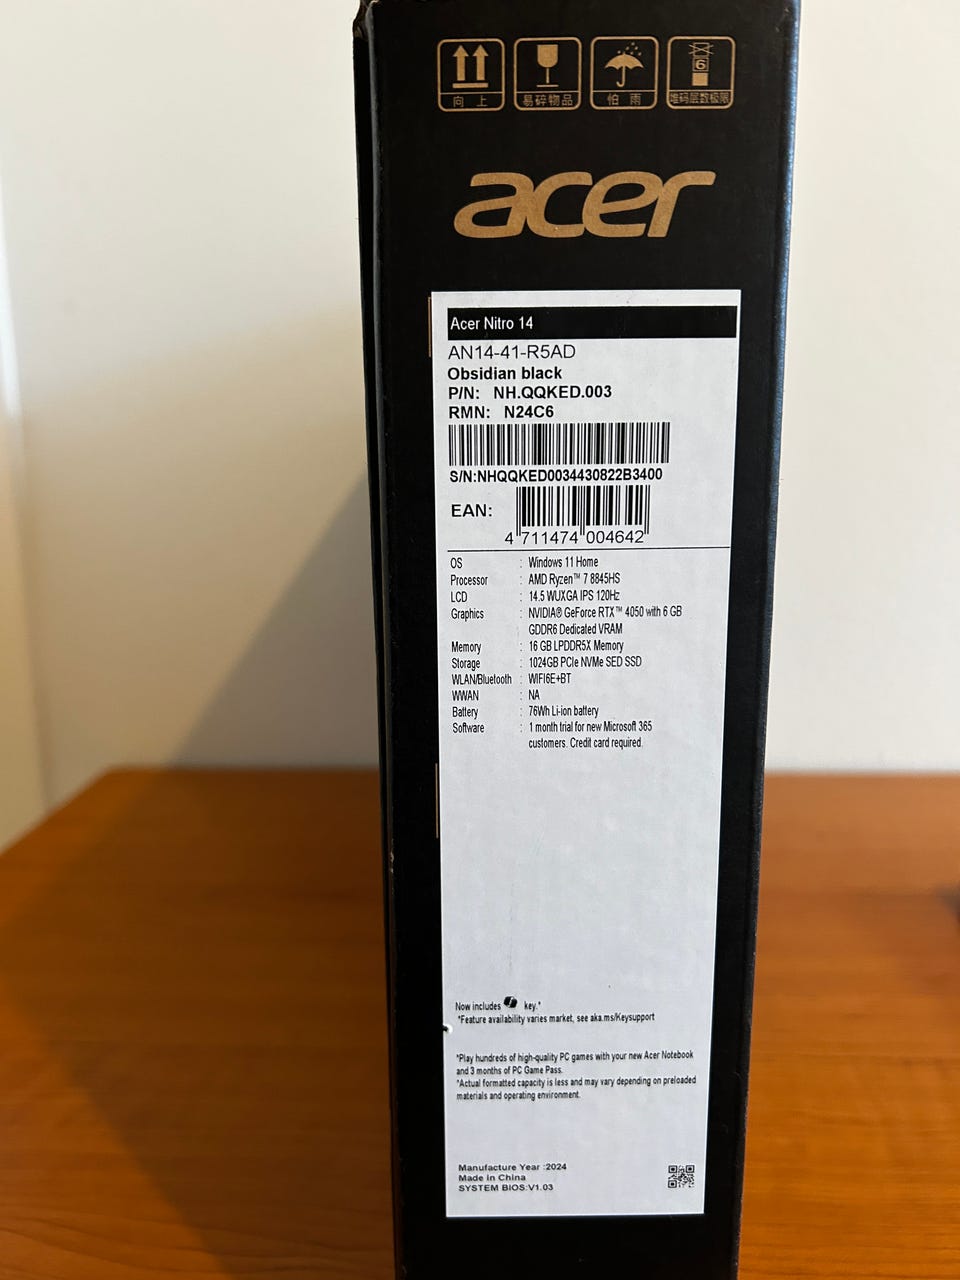 向上
易碎物品
怕雨
6
堆码层数极限
acer
Acer Nitro 14
AN14-41-R5AD
Obsidian black
P/N: NH.QQKED.003
RMN: N24C6
S/N:NHQQKED0034430822B3400
EAN:
4 711474 004642
OS : Windows 11 Home
Processor : AMD Ryzen™ 7 8845HS
LCD : 14.5 WUXGA IPS 120Hz
Graphics : NVIDIA® GeForce RTX™ 4050 with 6 GB
GDDR6 Dedicated VRAM
Memory : 16 GB LPDDR5X Memory
Storage : 1024GB PCIe NVMe SED SSD
WLAN/Bluetooth : WIFI6E+BT
WWAN : NA
Battery : 76Wh Li-ion battery
Software : 1 month trial for new Microsoft 365
customers. Credit card required.
Now includes key.*
*Feature availability varies market, see aka.ms/Keysupport
*Play hundreds of high-quality PC games with your new Acer Notebook
and 3 months of PC Game Pass.
*Actual formatted capacity is less and may vary depending on preloaded
materials and operating environment.
Manufacture Year :2024
Made in China
SYSTEM BIOS:V1.03